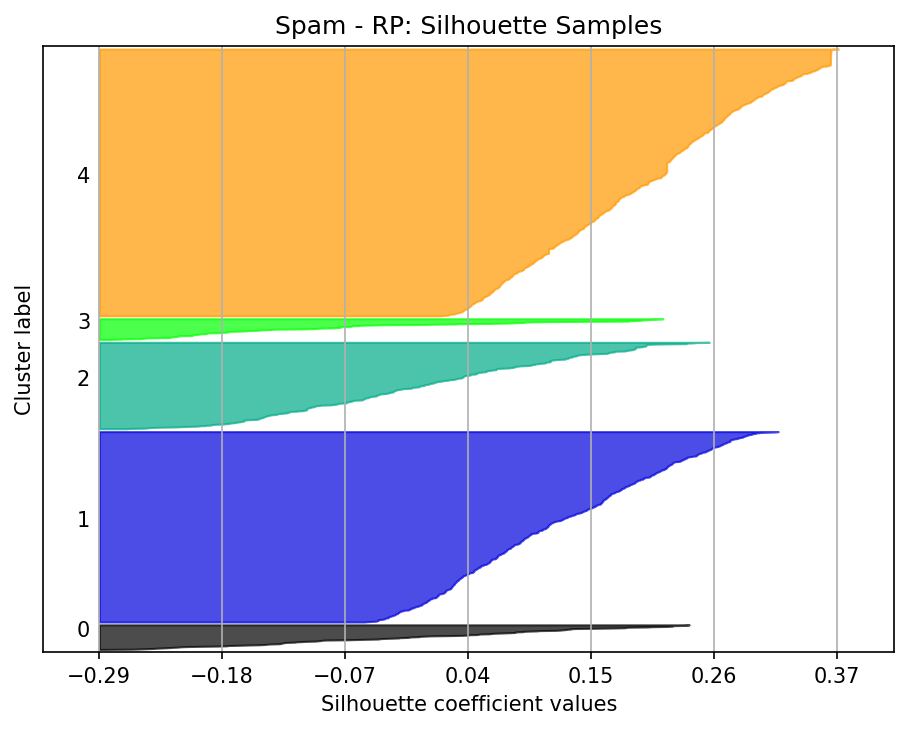 Spam - RP: Silhouette Samples
4
3
2
1
0
Cluster label
−0.29 −0.18 −0.07 0.04 0.15 0.26 0.37
Silhouette coefficient values